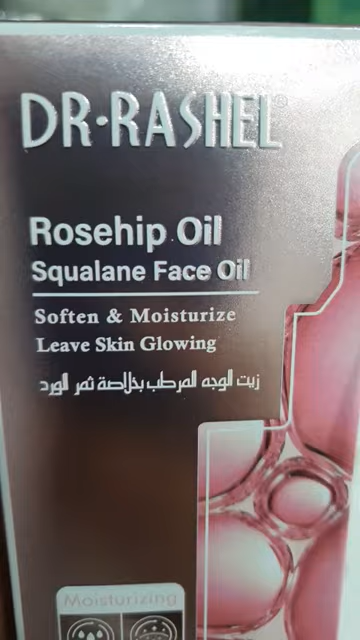 DR·RASHEL®
Rosehip Oil
Squalane Face Oil
Soften & Moisturize
Leave Skin Glowing
زيت الوجه المرطب بخلاصة ثمر الورد
Moisturizing